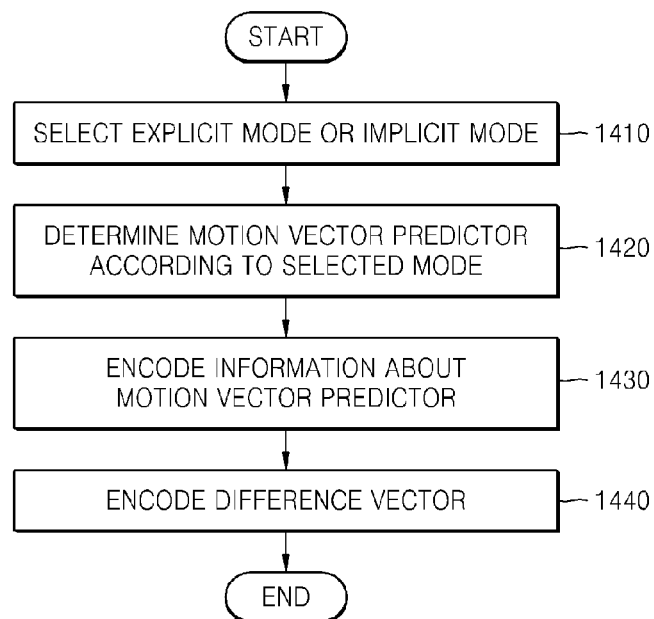 START
SELECT EXPLICIT MODE OR IMPLICIT MODE
1410
DETERMINE MOTION VECTOR PREDICTOR
ACCORDING TO SELECTED MODE
1420
ENCODE INFORMATION ABOUT
MOTION VECTOR PREDICTOR
1430
ENCODE DIFFERENCE VECTOR
1440
END